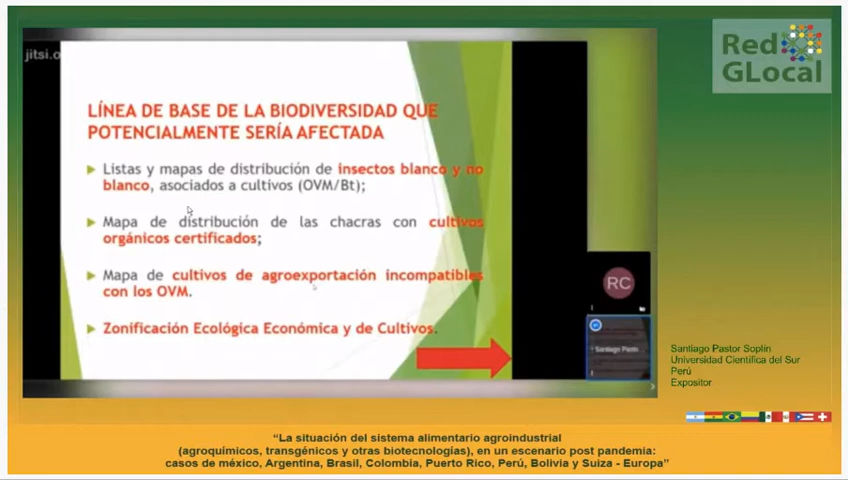 Red
GLocal
jitsi.o
LÍNEA DE BASE DE LA BIODIVERSIDAD QUE
POTENCIALMENTE SERÍA AFECTADA
Listas y mapas de distribución de insectos blanco y no
blanco, asociados a cultivos (OVM/Bt);
Mapa de distribución de las chacras con cultivos
orgánicos certificados;
Mapa de cultivos de agroexportación incompatibles
con los OVM.
Zonificación Ecológica Económica y de Cultivos.
RC
Santiago Pasto
Santiago Pastor Soplín
Universidad Científica del Sur
Perú
Expositor
“La situación del sistema alimentario agroindustrial
(agroquímicos, transgénicos y otras biotecnologías), en un escenario post pandemia:
casos de méxico, Argentina, Brasil, Colombia, Puerto Rico, Perú, Bolivia y Suiza - Europa”